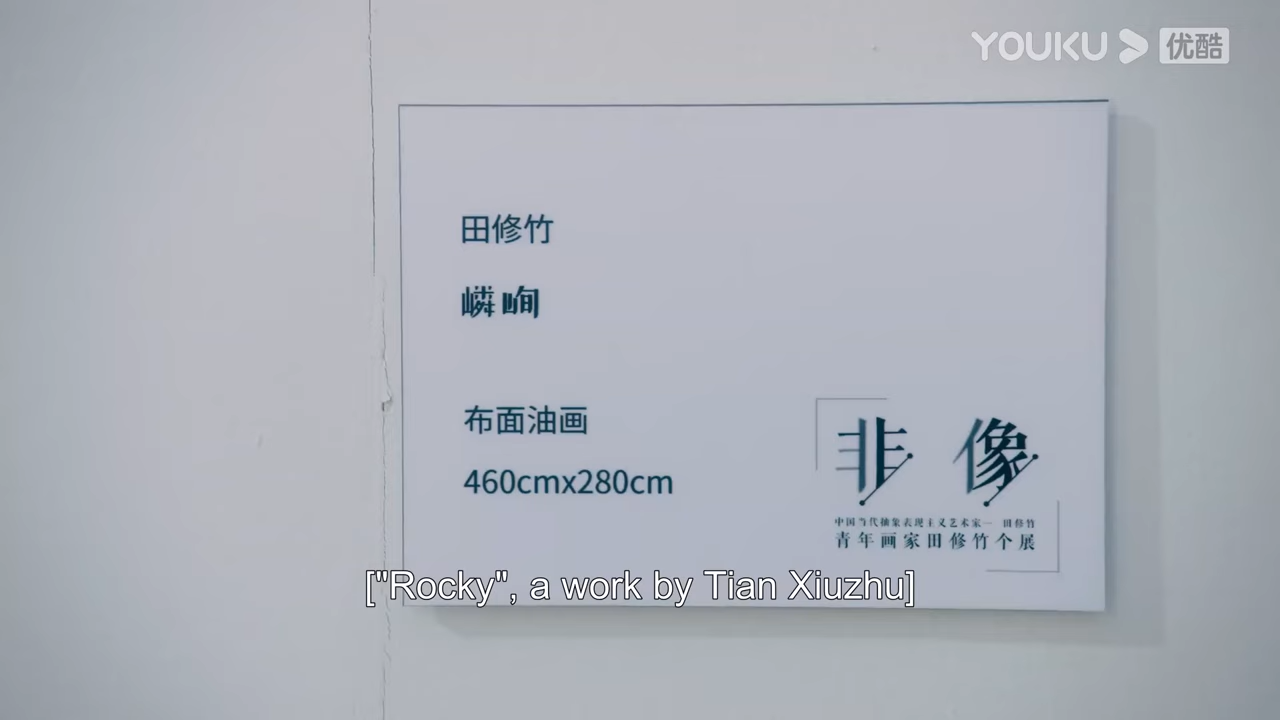 YOUKU 优酷
田修竹
嶙峋
布面油画
460cmx280cm
非像
中国当代抽象表现主义艺术家一 田修竹
青年画家田修竹个展
["Rocky", a work by Tian Xiuzhu]